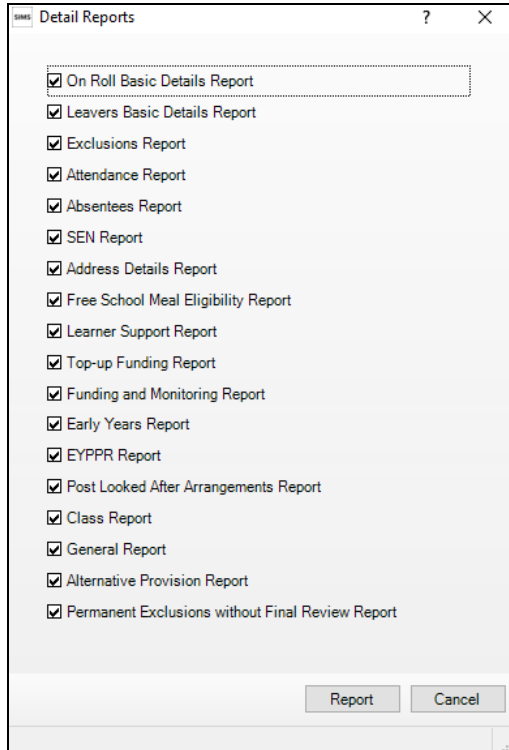 SIMS Detail Reports ? ×
On Roll Basic Details Report
Leavers Basic Details Report
Exclusions Report
Attendance Report
Absentees Report
SEN Report
Address Details Report
Free School Meal Eligibility Report
Learner Support Report
Top-up Funding Report
Funding and Monitoring Report
Early Years Report
EYPPR Report
Post Looked After Arrangements Report
Class Report
General Report
Alternative Provision Report
Permanent Exclusions without Final Review Report
Report Cancel